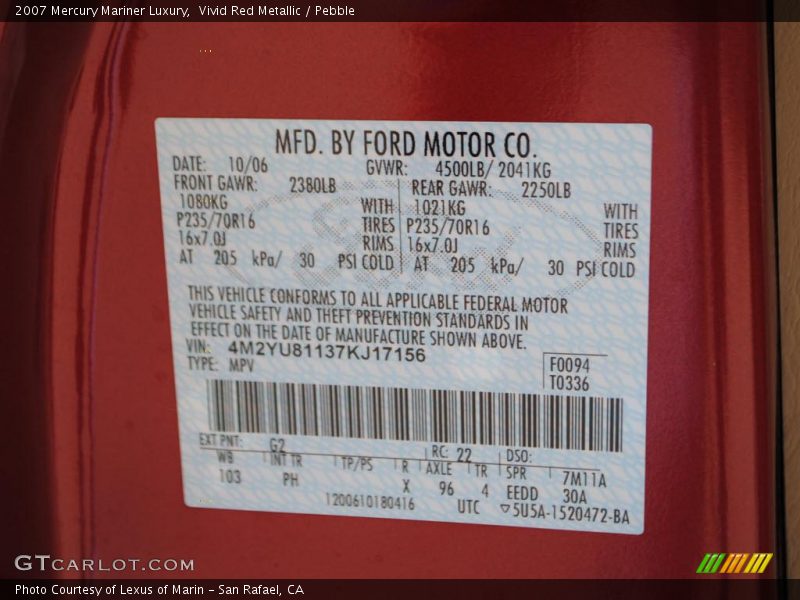 2007 Mercury Mariner Luxury,  Vivid Red Metallic / Pebble
MFD. BY FORD MOTOR CO.
DATE: 10/06 GVWR: 4500LB/ 2041KG
FRONT GAWR: 2380LB REAR GAWR: 2250LB
1080KG WITH 1021KG WITH
P235/70R16 TIRES P235/70R16 TIRES
16x7.0J RIMS 16x7.0J RIMS
AT 205 kPa/ 30 PSI COLD AT 205 kPa/ 30 PSI COLD
THIS VEHICLE CONFORMS TO ALL APPLICABLE FEDERAL MOTOR
VEHICLE SAFETY AND THEFT PREVENTION STANDARDS IN
EFFECT ON THE DATE OF MANUFACTURE SHOWN ABOVE.
VIN: 4M2YU81137KJ17156
TYPE: MPV
F0094
T0336
EXT PNT: G2 RC: 22 DSO:
WB INT TR TP/PS R AXLE TR SPR 7M11A
103 PH X 96 4 EEDD 30A
1200610180416 UTC ▽5U5A-1520472-BA
GTCARLOT.COM
Photo Courtesy of Lexus of Marin - San Rafael, CA